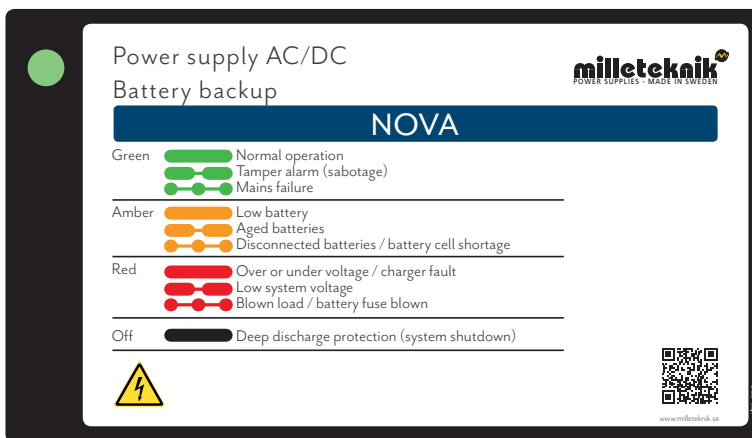 Power supply AC/DC
Battery backup
milleteknik
POWER SUPPLIES - MADE IN SWEDEN
NOVA
Green Normal operation
Tamper alarm (sabotage)
Mains failure
Amber Low battery
Aged batteries
Disconnected batteries / battery cell shortage
Red Over or under voltage / charger fault
Low system voltage
Blown load / battery fuse blown
Off Deep discharge protection (system shutdown)
www.milleteknik.se